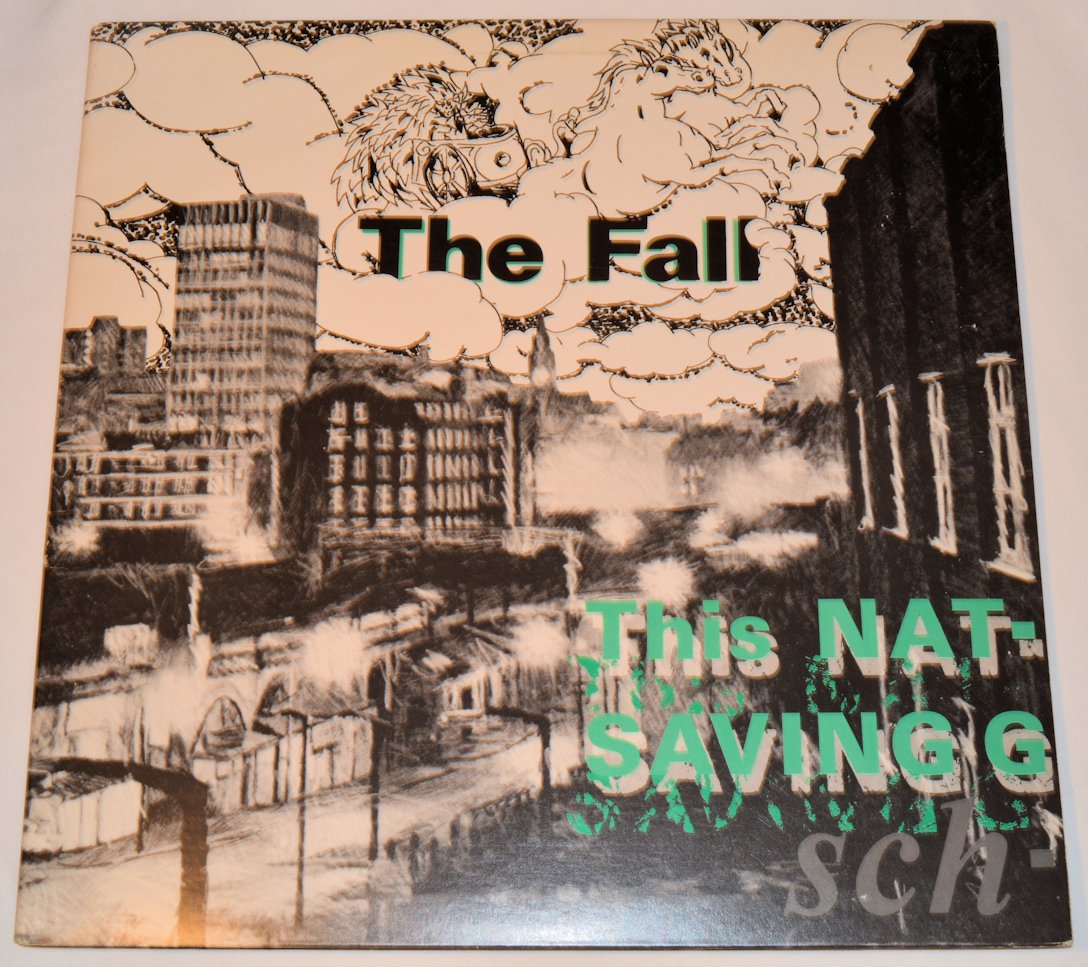 The Fall
This NAT-
SAVING G
sch-